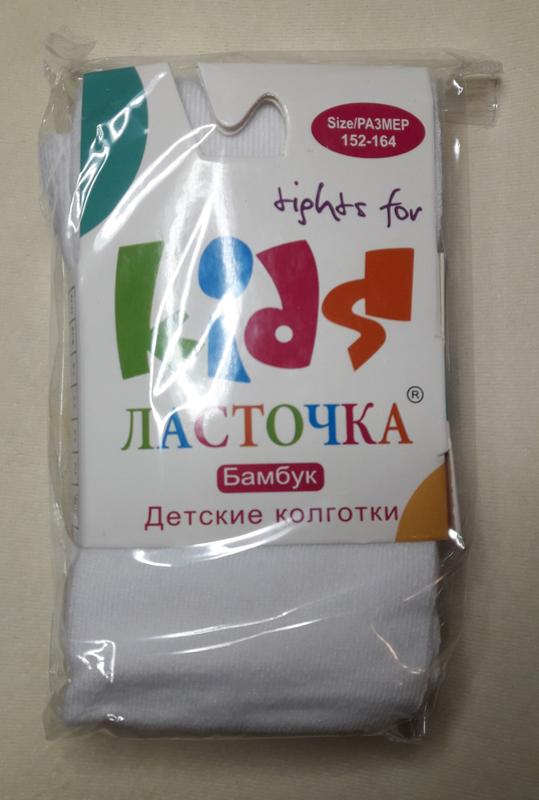 Size/РАЗМЕР
152-164
tights for
kids
ЛАСТОЧКА®
Бамбук
Детские колготки